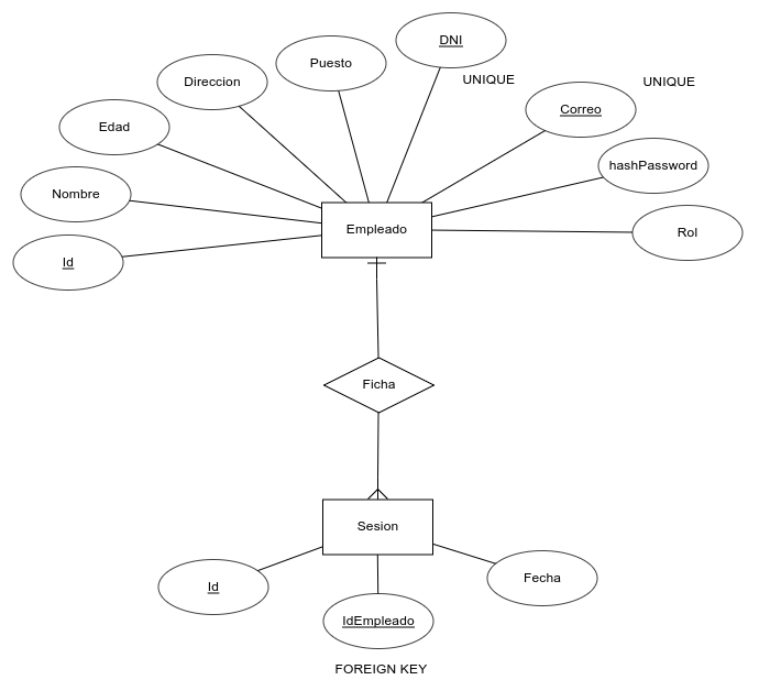 DNI
Puesto
UNIQUE
Direccion
UNIQUE
Correo
Edad
hashPassword
Nombre
Empleado
Rol
Id
Ficha
Sesion
Id
Fecha
IdEmpleado
FOREIGN KEY